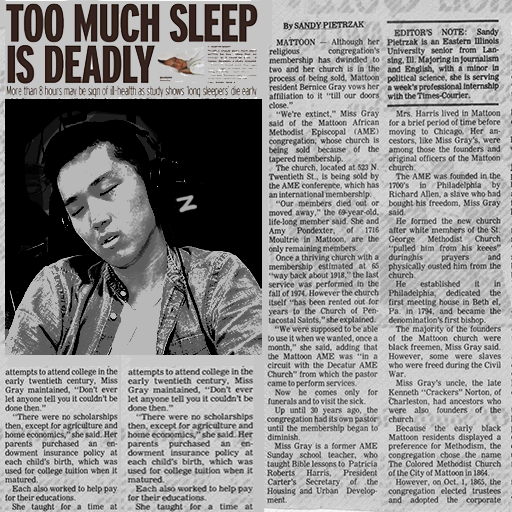 TOO MUCH SLEEP
IS DEADLY
More than 8 hours may be sign of ill-health as study shows 'long sleepers' die early
Z
attempts to attend college in the
early twentieth century, Miss
Gray maintained, "Don't ever
let anyone tell you it couldn't be
done then."
"There were no scholarships
then, except for agriculture and
home economics," she said. Her
parents purchased an en-
dowment insurance policy at
each child's birth, which was
used for college tuition when it
matured.
Each also worked to help pay
for their educations.
She taught for a time at
attempts to attend college in the
early twentieth century, Miss
Gray maintained, "Don't ever
let anyone tell you it couldn't be
done then."
"There were no scholarships
then, except for agriculture and
home economics," she said. Her
parents purchased an en-
dowment insurance policy at
each child's birth, which was
used for college tuition when it
matured.
Each also worked to help pay
for their educations.
She taught for a time at
By SANDY PIETRZAK
MATTOON — Although her
religious congregation's
membership has dwindled to
two and her church is in the
process of being sold, Mattoon
resident Bernice Gray vows her
affiliation to it "till our doors
close."
"We're extinct," Miss Gray
said of the Mattoon African
Methodist Episcopal (AME)
congregation, whose church is
being sold because of the
tapered membership.
The church, located at 523 N.
Twentieth St., is being sold by
the AME conference, which has
an international membership.
"Our members died out or
moved away," the 69-year-old,
life-long member said. She and
Amy Pondexter, of 1716
Moultrie in Mattoon, are the
only remaining members.
Once a thriving church with a
membership estimated at 65
"way back about 1918," the last
service was performed in the
fall of 1974. However the church
itself "has been rented out for
years to the Church of Pen-
tacostal Saints," she explained.
"We were supposed to be able
to use it when we wanted, once a
month," she said, adding that
the Mattoon AME was "in a
circuit with the Decatur AME
Church" from which the pastor
came to perform services.
Now he comes only for
funerals and to visit the sick.
Up until 30 years ago, the
congregation had its own pastor
until the membership began to
diminish.
Miss Gray is a former AME
Sunday school teacher, who
taught Bible lessons to Patricia
Roberts Harris, President
Carter's Secretary of the
Housing and Urban Develop-
ment.
EDITOR'S NOTE: Sandy
Pietrzak is an Eastern Illinois
University senior from Lan-
sing, Ill. Majoring in journalism
and English, with a minor in
political science, she is serving
a week's professional internship
with the Times-Courier.
Mrs. Harris lived in Mattoon
for a brief period of time before
moving to Chicago. Her an-
cestors, like Miss Gray's, were
among those the founders and
original officers of the Mattoon
church.
The AME was founded in the
1700's in Philadelphia by
Richard Allen, a slave who had
bought his freedom, Miss Gray
said.
He formed the new church
after white members of the St.
George Methodist Church
"pulled him from his knees"
during his prayers and
physically ousted him from the
church.
He established it in
Philadelphia, dedicated the
first meeting house in Beth el,
Pa. in 1794, and became the
denomination's first bishop.
The majority of the founders
of the Mattoon church were
black freemen, Miss Gray said.
However, some were slaves
who were freed during the Civil
War.
Miss Gray's uncle, the late
Kenneth "Crackers" Norton, of
Charleston, had ancestors who
were also founders of the
church.
Because the early black
Mattoon residents displayed a
preference for Methodism, the
congregation chose the name
The Colored Methodist Church
of the City of Mattoon in 1864.
However, on Oct. 1, 1865, the
congregation elected trustees
and adopted the corporate